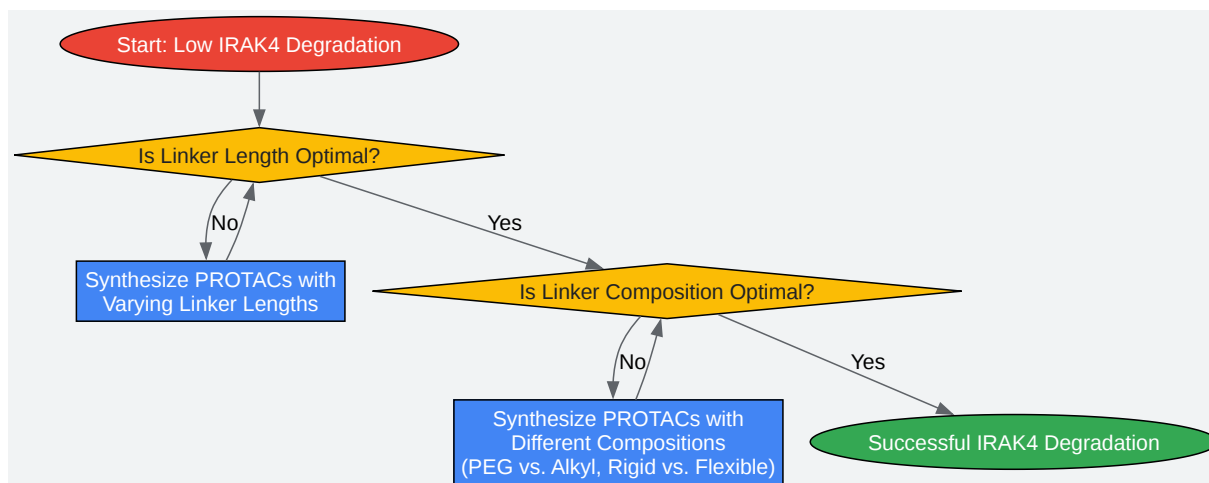 Start: Low IRAK4 Degradation
Is Linker Length Optimal?
No
Yes
Synthesize PROTACs with
Varying Linker Lengths
Is Linker Composition Optimal?
No
Yes
Synthesize PROTACs with
Different Compositions
(PEG vs. Alkyl, Rigid vs. Flexible)
Successful IRAK4 Degradation